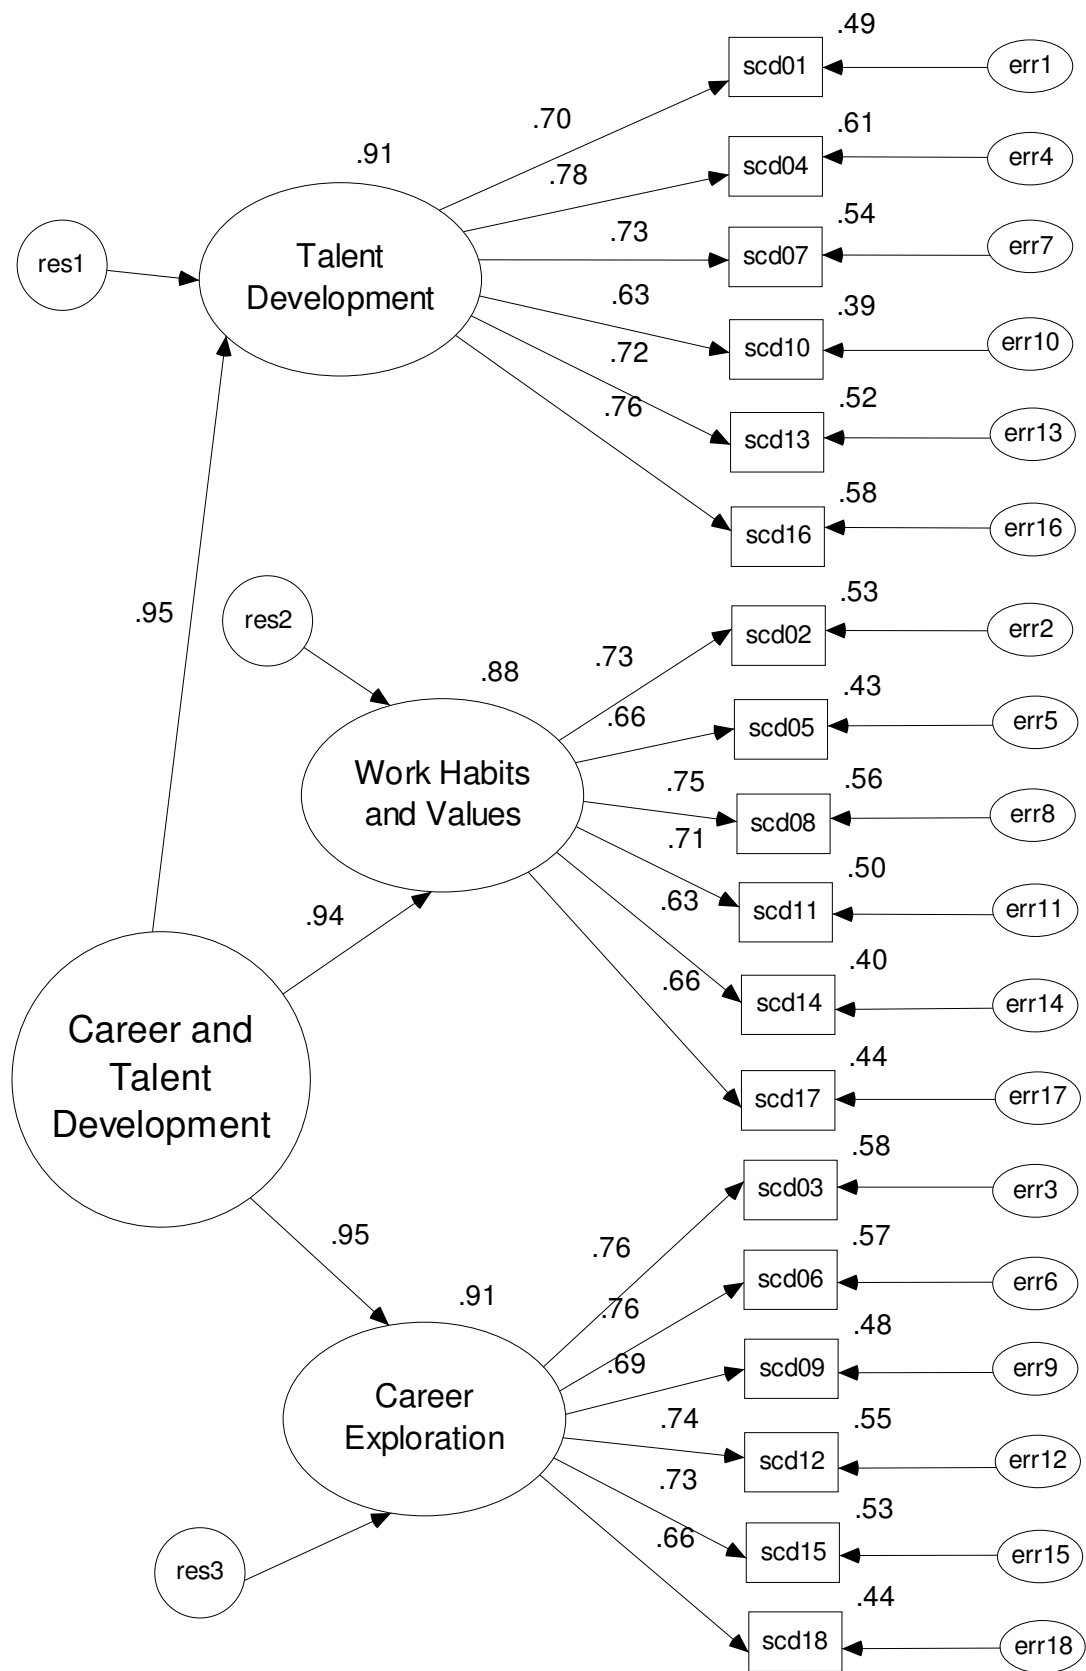 .49
scd01
err1
.70
.61
.91
.78
scd04
err4
.54
.73
scd07
err7
res1
Talent
Development
.63
.39
scd10
err10
.72
.52
.76
scd13
err13
.58
scd16
err16
.95
res2
.53
scd02
err2
.73
.88
.43
.66
scd05
err5
Work Habits
and Values
.75
.56
scd08
err8
.71
.50
.63
scd11
err11
.94
.40
.66
scd14
err14
Career and
Talent
Development
.44
scd17
err17
.58
scd03
err3
.95
.76
.57
.91
scd06
err6
.76
.48
.69
scd09
err9
Career
Exploration
.74
.55
scd12
err12
.73
.53
.66
scd15
err15
res3
.44
scd18
err18